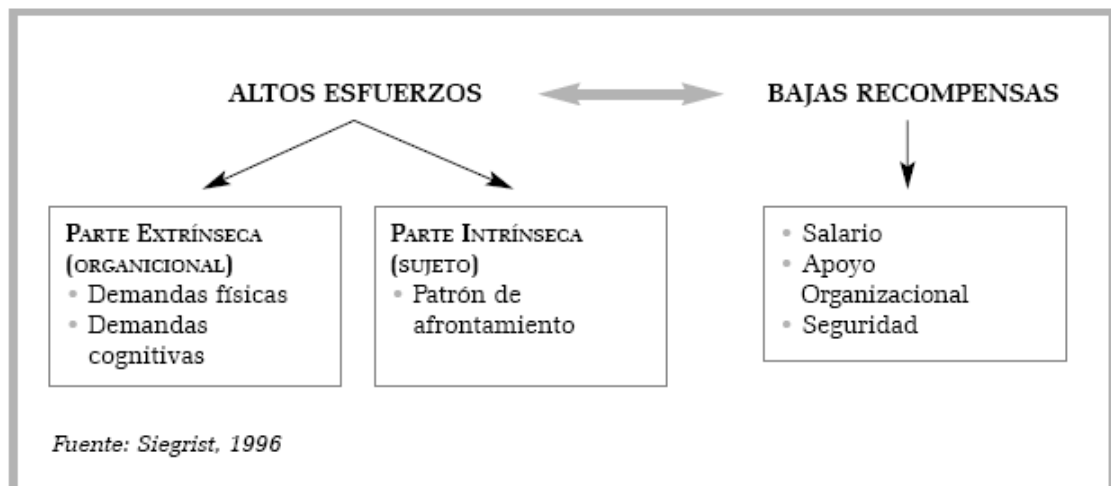 ALTOS ESFUERZOS
BAJAS RECOMPENSAS
PARTE EXTRÍNSECA
(ORGANICIONAL)
• Demandas físicas
• Demandas
cognitivas
PARTE INTRÍNSECA
(SUJETO)
• Patrón de
afrontamiento
• Salario
• Apoyo
Organizacional
• Seguridad
Fuente: Siegrist, 1996